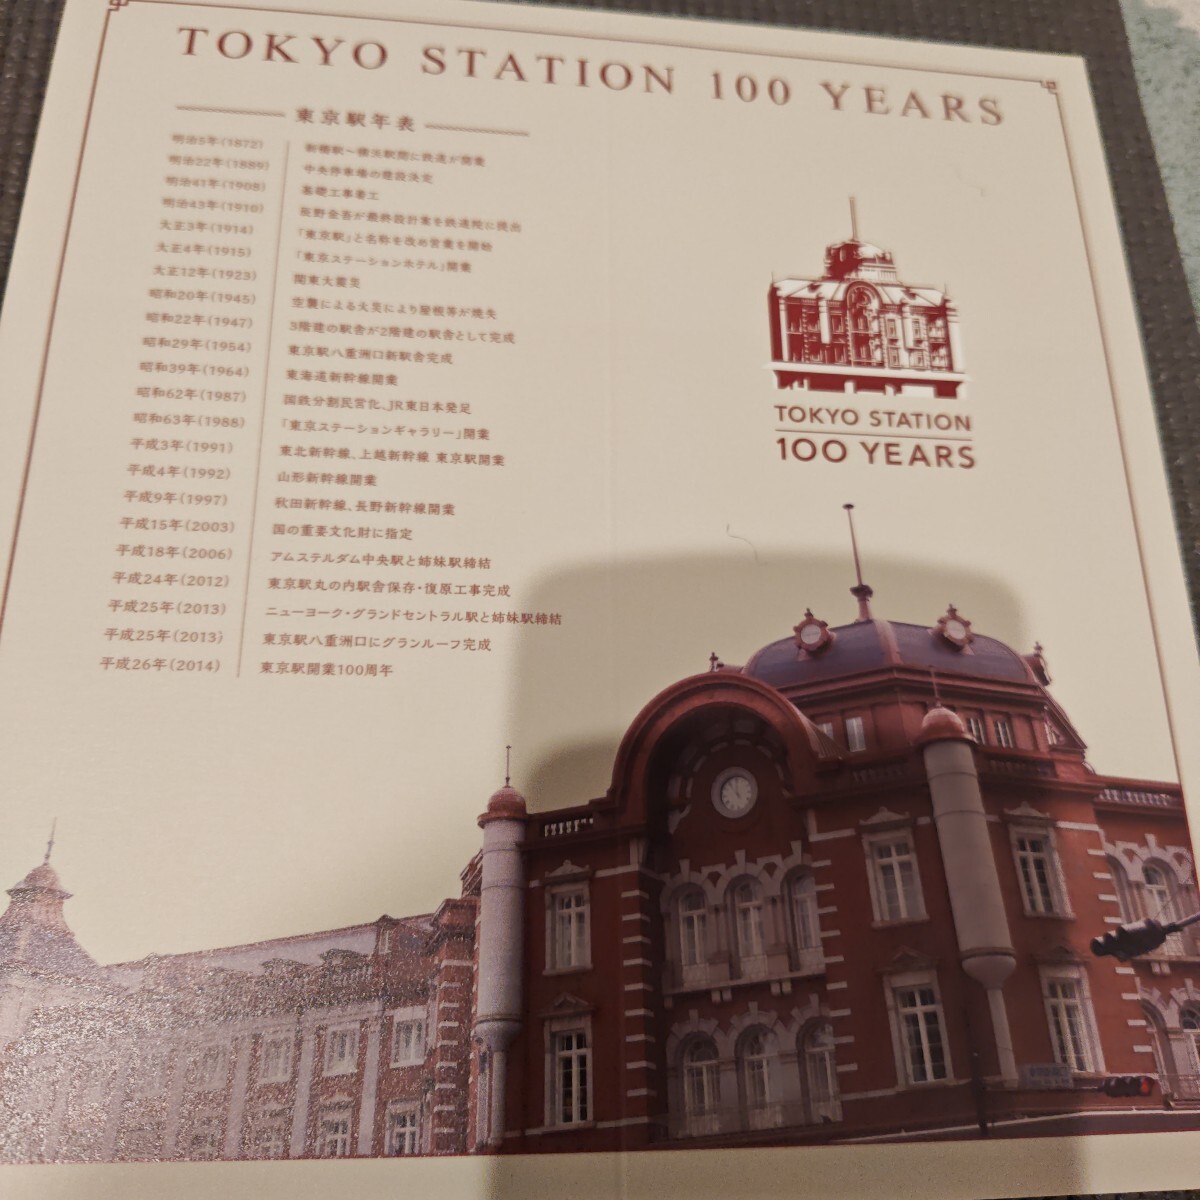 TOKYO STATION 100 YEARS
東京駅年表
明治5年(1872) 新橋駅〜横浜駅間に鉄道が開業
明治22年(1889) 中央停車場の建設決定
明治41年(1908) 基礎工事着工
明治43年(1910) 辰野金吾が最終設計案を鉄道院に提出
大正3年(1914) 「東京駅」と名称を改め営業を開始
大正4年(1915) 「東京ステーションホテル」開業
大正12年(1923) 関東大震災
昭和20年(1945) 空襲による火災により屋根等が焼失
昭和22年(1947) 3階建の駅舎が2階建の駅舎として完成
昭和29年(1954) 東京駅八重洲口新駅舎完成
昭和39年(1964) 東海道新幹線開業
昭和62年(1987) 国鉄分割民営化、JR東日本発足
昭和63年(1988) 「東京ステーションギャラリー」開業
平成3年(1991) 東北新幹線、上越新幹線 東京駅開業
平成4年(1992) 山形新幹線開業
平成9年(1997) 秋田新幹線、長野新幹線開業
平成15年(2003) 国の重要文化財に指定
平成18年(2006) アムステルダム中央駅と姉妹駅締結
平成24年(2012) 東京駅丸の内駅舎保存・復原工事完成
平成25年(2013) ニューヨーク・グランドセントラル駅と姉妹駅締結
平成25年(2013) 東京駅八重洲口にグランルーフ完成
平成26年(2014) 東京駅開業100周年
TOKYO STATION
100 YEARS